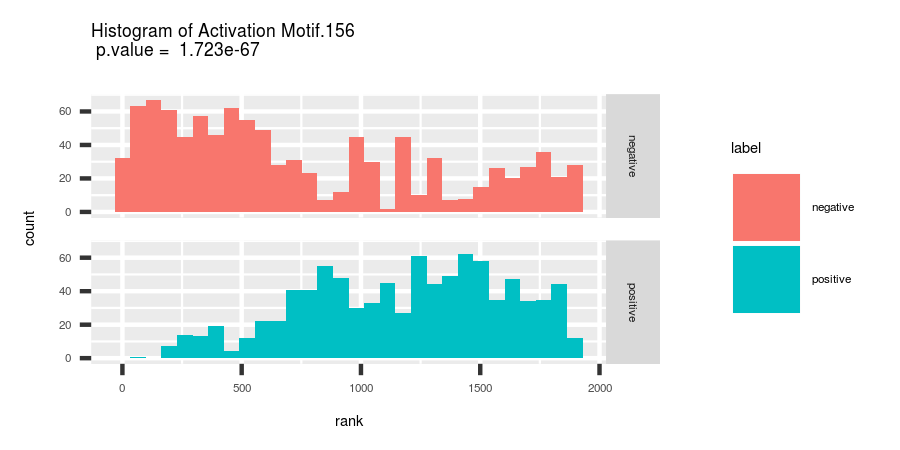 Histogram of Activation Motif.156
p.value = 1.723e-67
count
60
40
20
0
negative
60
40
20
0
positive
0 500 1000 1500 2000
rank
label
negative
positive